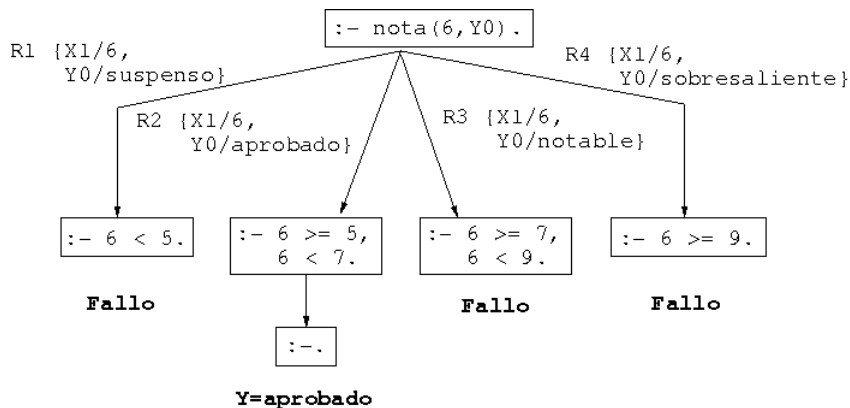 :- nota(6,Y0).
R1 {X1/6,
Y0/suspenso}
R2 {X1/6,
Y0/aprobado}
R3 {X1/6,
Y0/notable}
R4 {X1/6,
Y0/sobresaliente}
:- 6 < 5.
:- 6 >= 5,
6 < 7.
:- 6 >= 7,
6 < 9.
:- 6 >= 9.
Fallo
Fallo
Fallo
:-.
Y=aprobado